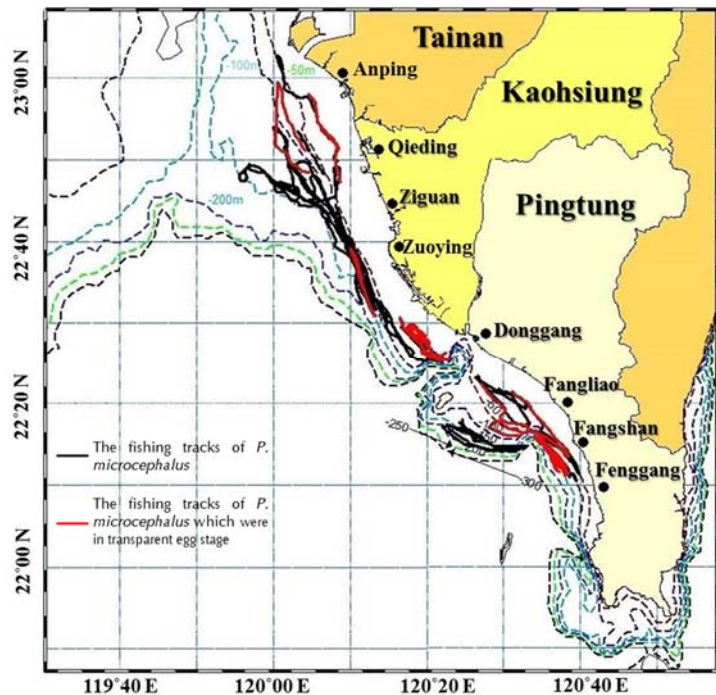 Tainan
-100m
-50m
Anping
23°00 N
Kaohsiung
Qieding
-200m
Ziguan
Pingtung
Zuoying
22°40 N
Donggang
Fangliao
22°20 N
-50
-250
-200
Fangshan
The fishing tracks of P.
microcephalus
-300
Fenggang
The fishing tracks of P.
microcephalus which were
in transparent egg stage
22°00 N
119°40 E
120°00 E
120°20 E
120°40 E